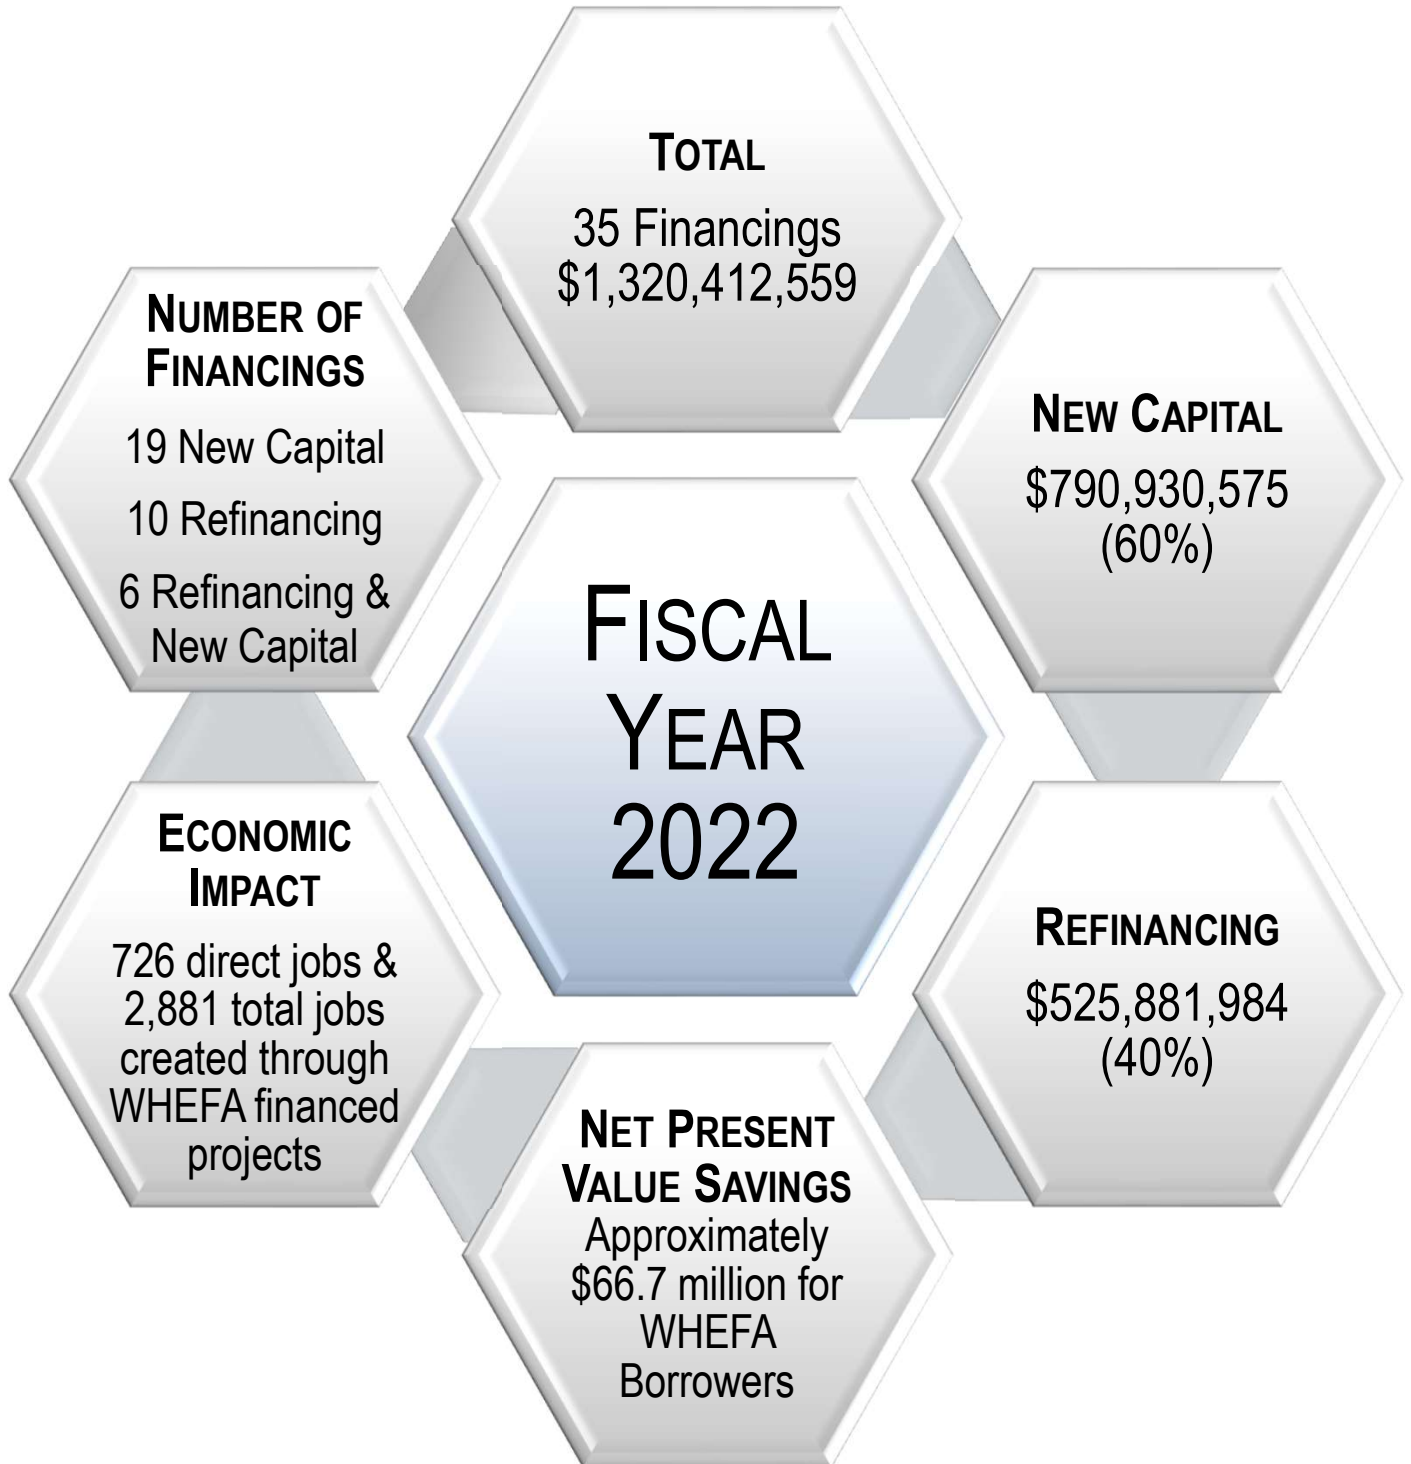 TOTAL
35 Financings
$1,320,412,559
NEW CAPITAL
$790,930,575
(60%)
REFINANCING
$525,881,984
(40%)
NET PRESENT
VALUE SAVINGS
Approximately
$66.7 million for
WHEFA
Borrowers
ECONOMIC
IMPACT
726 direct jobs &
2,881 total jobs
created through
WHEFA financed
projects
NUMBER OF
FINANCINGS
19 New Capital
10 Refinancing
6 Refinancing &
New Capital
FISCAL
YEAR
2022